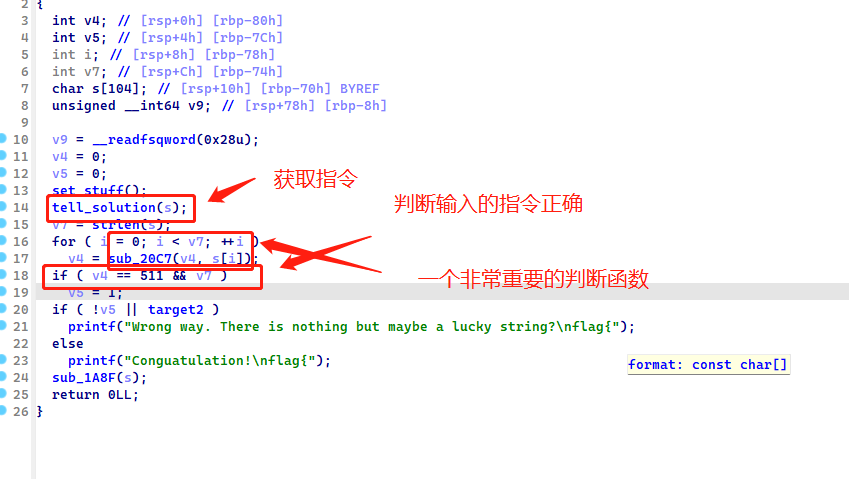 2 {
3 int v4; // [rsp+0h] [rbp-80h]
4 int v5; // [rsp+4h] [rbp-7Ch]
5 int i; // [rsp+8h] [rbp-78h]
6 int v7; // [rsp+Ch] [rbp-74h]
7 char s[104]; // [rsp+10h] [rbp-70h] BYREF
8 unsigned __int64 v9; // [rsp+78h] [rbp-8h]
9
10 v9 = __readfsqword(0x28u);
11 v4 = 0;
12 v5 = 0;
13 set_stuff();
获取指令
14 tell_solution(s);
判断输入的指令正确
15 v7 = strlen(s);
16 for ( i = 0; i < v7; ++i )
17 v4 = sub_20C7(v4, s[i]);
18 if ( v4 == 511 && v7 )
一个非常重要的判断函数
19 v5 = 1;
20 if ( !v5 || target2 )
21 printf("Wrong way. There is nothing but maybe a lucky string?\nflag{");
22 else
23 printf("Conguatulation!\nflag{");
format: const char[]
24 sub_1A8F(s);
25 return 0LL;
26 }